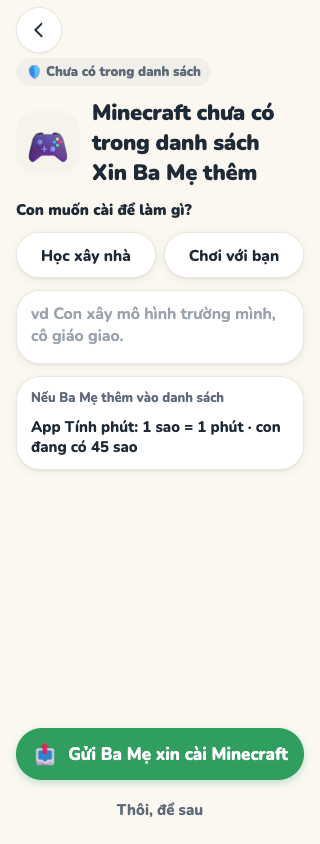 Chưa có trong danh sách
Minecraft chưa có
trong danh sách
Xin Ba Mẹ thêm
Con muốn cài để làm gì?
Học xây nhà
Chơi với bạn
vd Con xây mô hình trường mình,
cô giáo giao.
Nếu Ba Mẹ thêm vào danh sách
App Tính phút: 1 sao = 1 phút · con
đang có 45 sao
Gửi Ba Mẹ xin cài Minecraft
Thôi, để sau